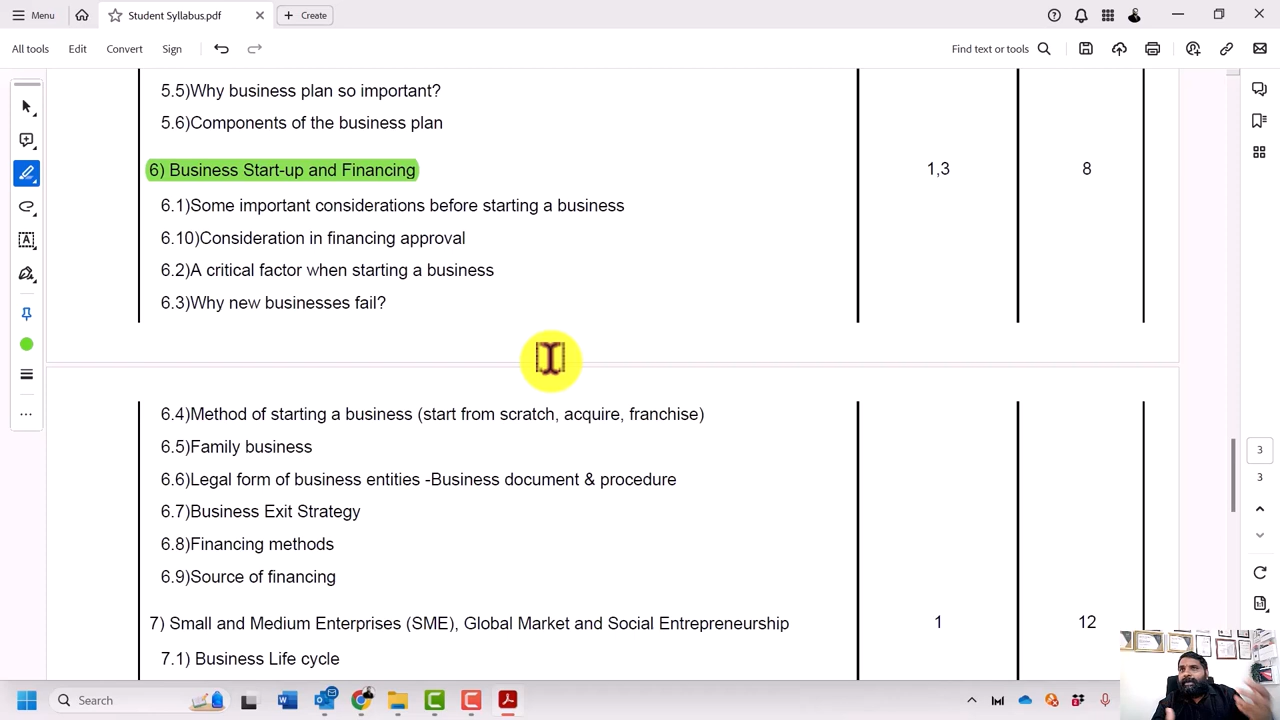 Menu
Student Syllabus.pdf
Create
All tools
Edit
Convert
Sign
Find text or tools
5.5)Why business plan so important?
5.6)Components of the business plan
6) Business Start-up and Financing
1,3
8
6.1)Some important considerations before starting a business
6.10)Consideration in financing approval
6.2)A critical factor when starting a business
6.3)Why new businesses fail?
6.4)Method of starting a business (start from scratch, acquire, franchise)
6.5)Family business
6.6)Legal form of business entities -Business document & procedure
6.7)Business Exit Strategy
6.8)Financing methods
6.9)Source of financing
3
3
7) Small and Medium Enterprises (SME), Global Market and Social Entrepreneurship
1
12
7.1) Business Life cycle
Search